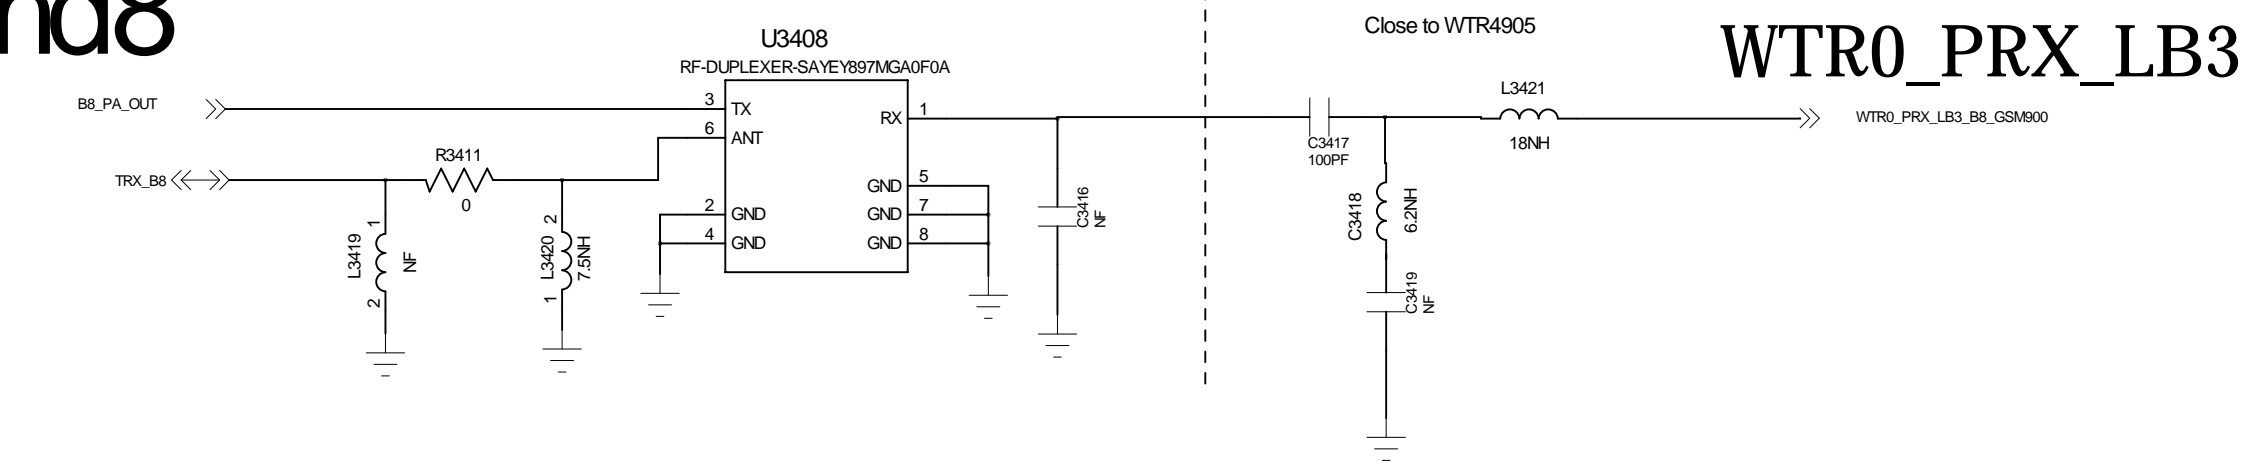 nd8
Close to WTR4905
WTR0_PRX_LB3
U3408
RF-DUPLEXER-SAYEY897MGA0F0A
B8_PA_OUT
3
TX
RX
1
L3421
18NH
WTR0_PRX_LB3_B8_GSM900
6
ANT
C3417
100PF
R3411
0
TRX_B8
GND
5
2
GND
GND
7
4
GND
GND
8
L3419
1
2
NF
L3420
2
1
7.5NH
C3416
NF
C3418
6.2NH
C3419
NF